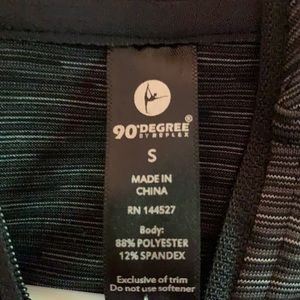 90°DEGREE®
BY REFLEX
S
MADE IN
CHINA
RN 144527
Body:
88% POLYESTER
12% SPANDEX
Exclusive of trim
Do not use softener